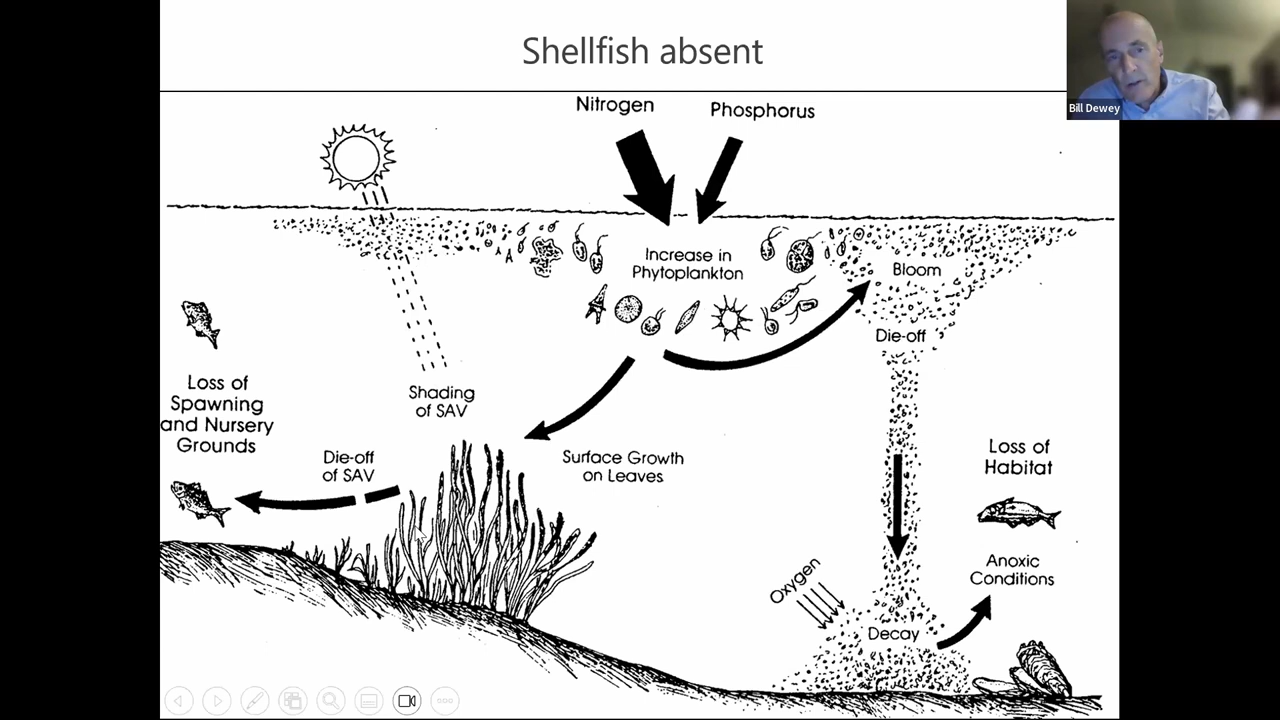 Shellfish absent
Bill Dewey
Nitrogen
Phosphorus
Increase in
Phytoplankton
Bloom
Die-off
Shading
of SAV
Loss of
Spawning
and Nursery
Grounds
Die-off
of SAV
Surface Growth
on Leaves
Loss of
Habitat
Oxygen
Anoxic
Conditions
Decay